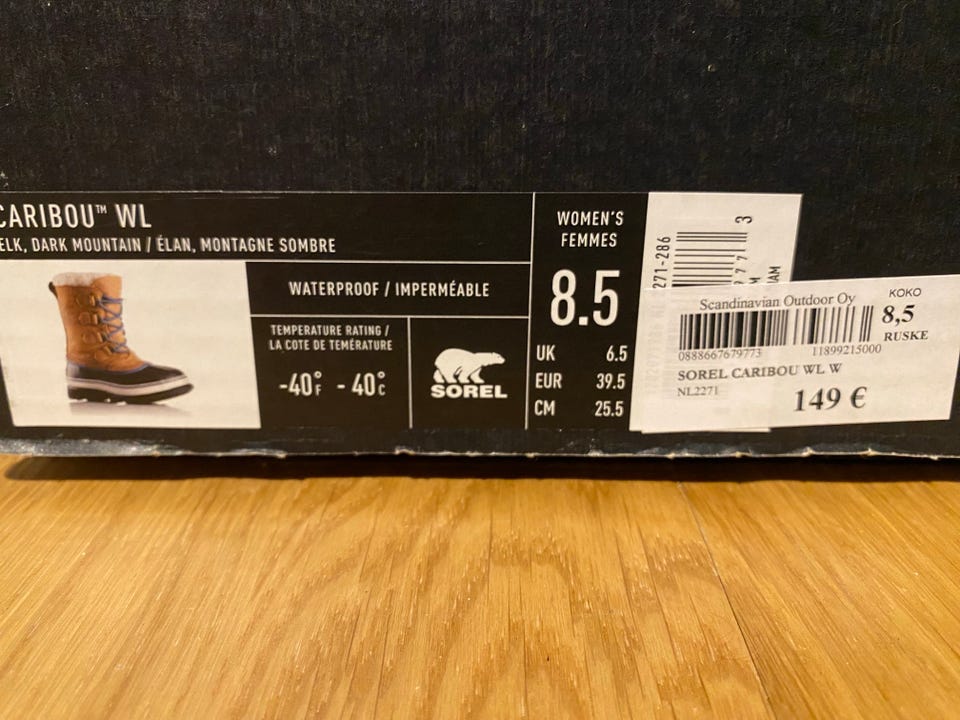 CARIBOU™ WL
ELK, DARK MOUNTAIN / ÉLAN, MONTAGNE SOMBRE
WATERPROOF / IMPERMÉABLE
TEMPERATURE RATING /
LA COTE DE TEMÉRATURE
-40°F -40°C
SOREL
WOMEN'S
FEMMES
8.5
UK 6.5
EUR 39.5
CM 25.5
271-286
3
Scandinavian Outdoor Oy
KOKO
8,5
RUSKE
0888667679773 11899215000
SOREL CARIBOU WL W
NL2271
149 €